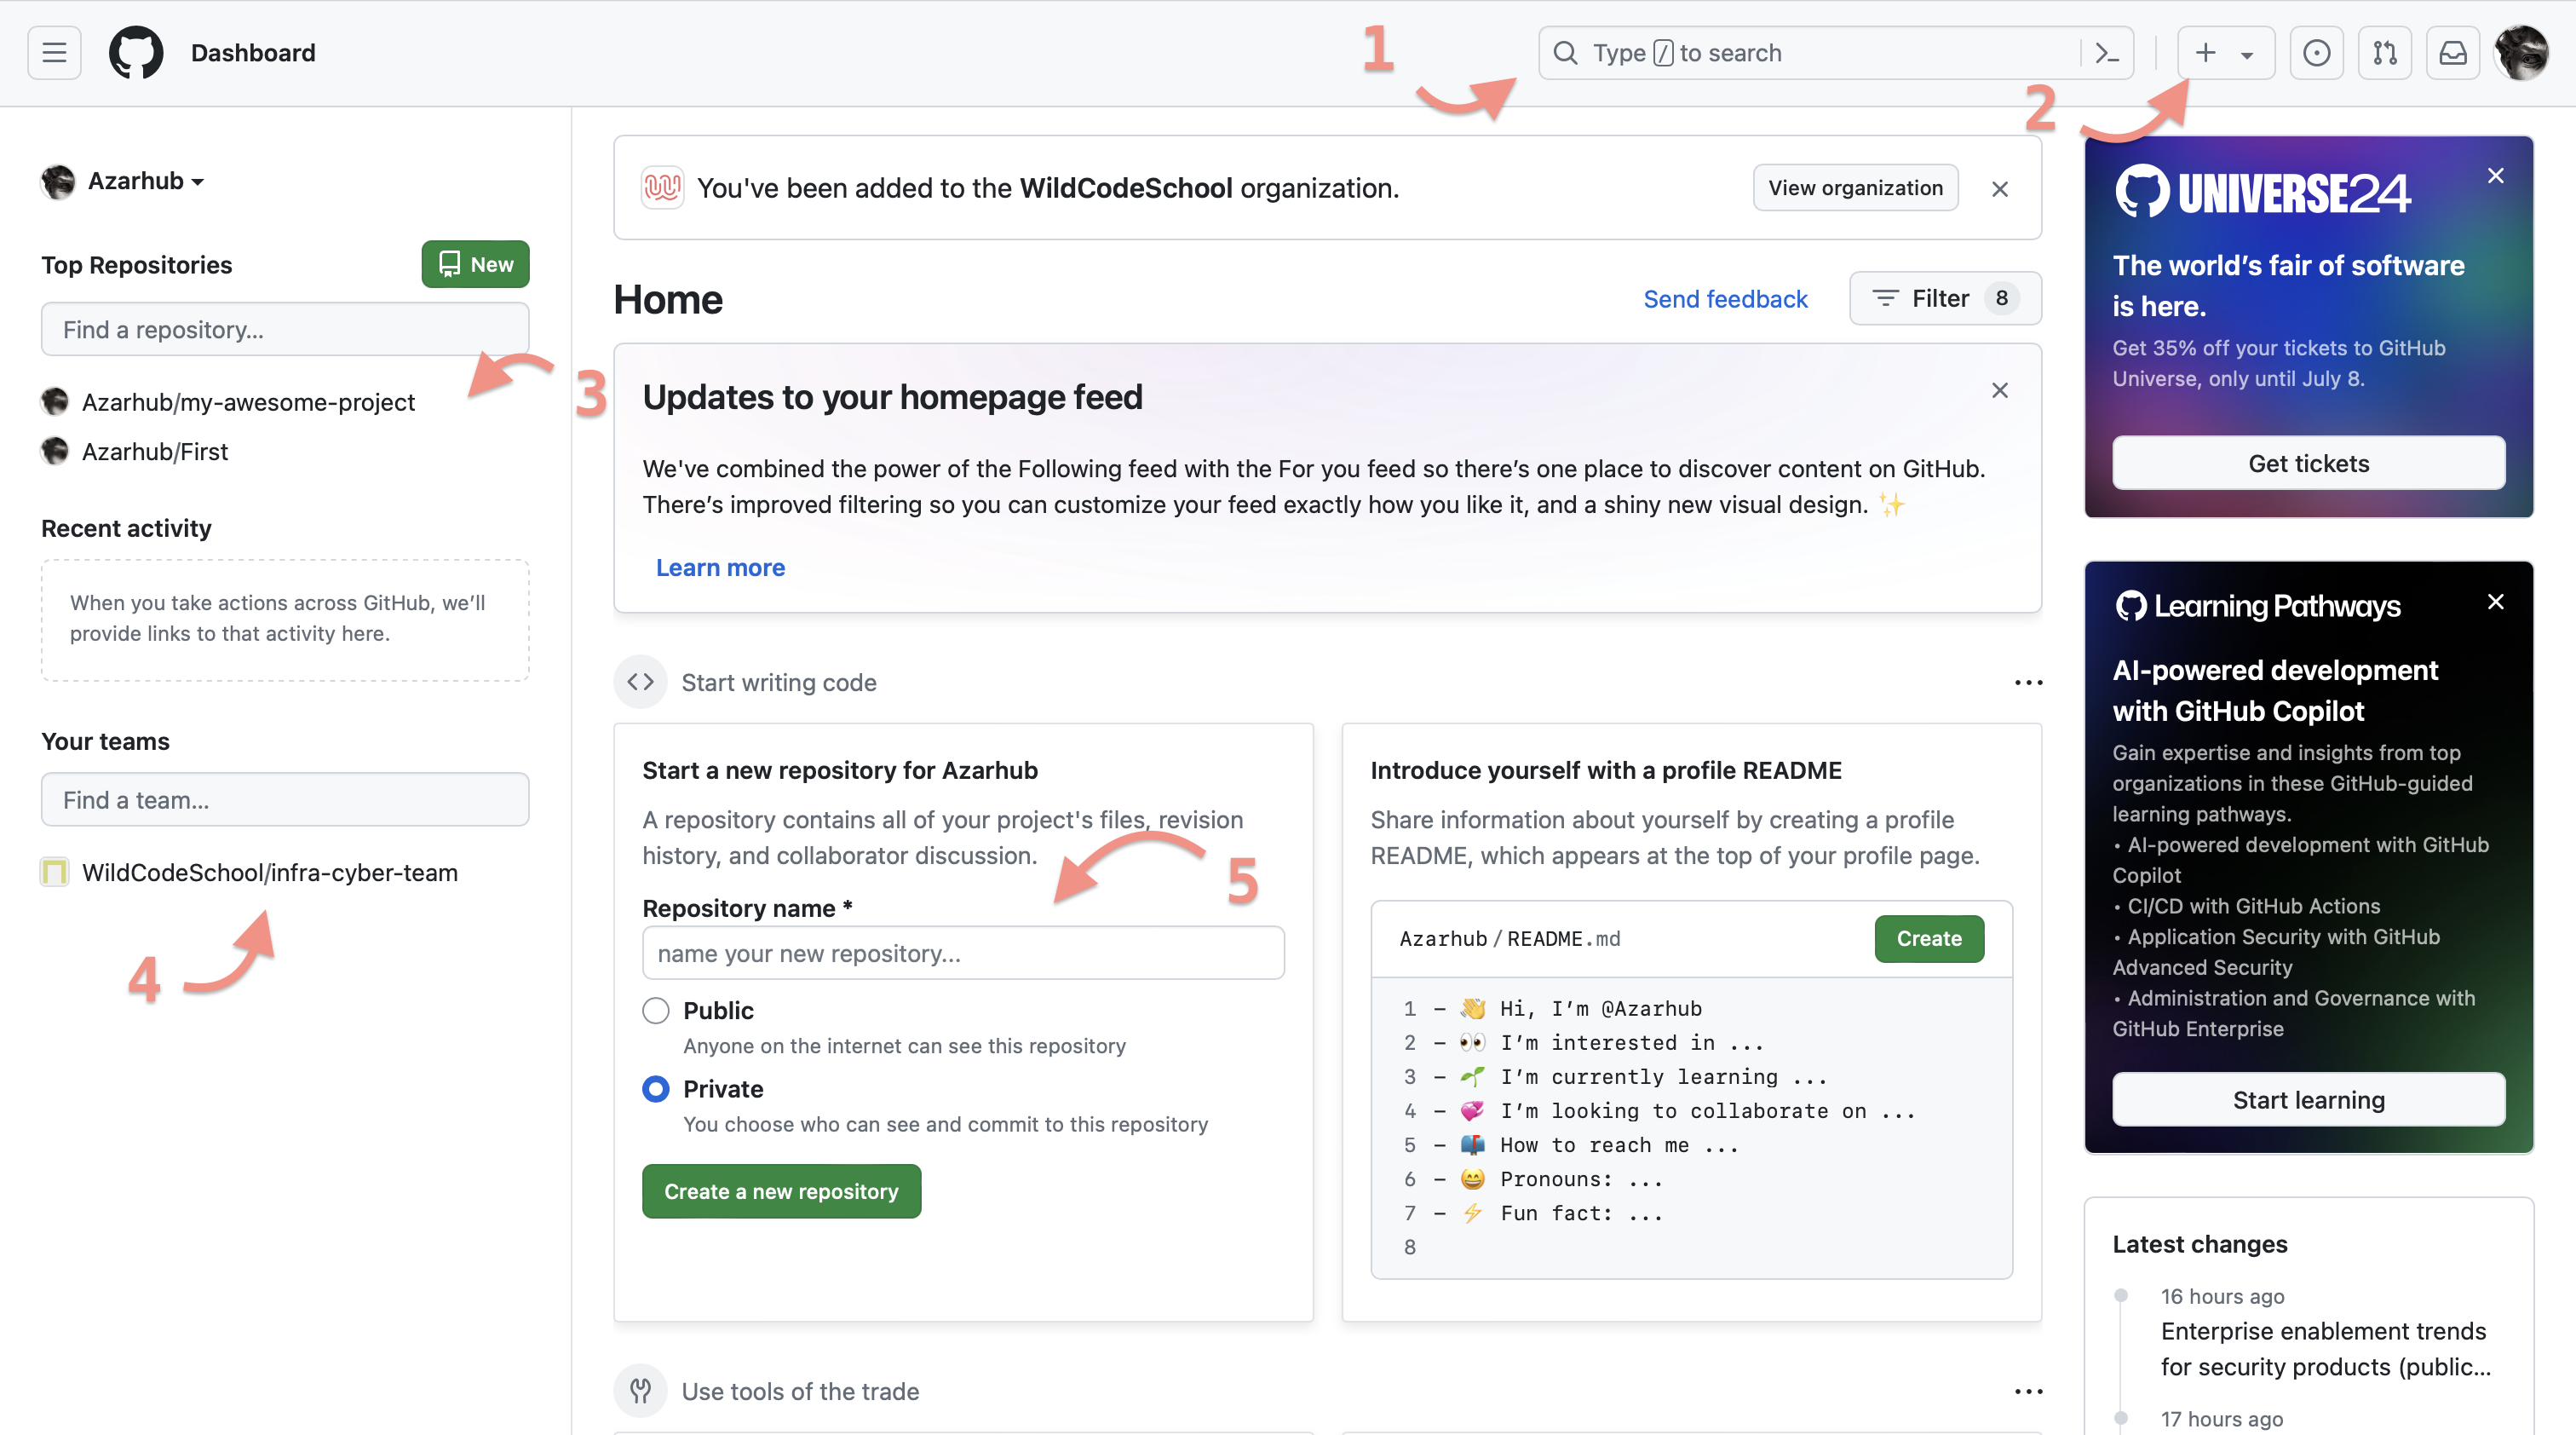 Dashboard
1
Type / to search
2
Azarhub
Top Repositories
New
Find a repository...
3
Azarhub/my-awesome-project
Azarhub/First
Recent activity
When you take actions across GitHub, we’ll
provide links to that activity here.
Your teams
Find a team...
WildCodeSchool/infra-cyber-team
4
You've been added to the WildCodeSchool organization.
View organization
Home
Send feedback
Filter 8
Updates to your homepage feed
We've combined the power of the Following feed with the For you feed so there’s one place to discover content on GitHub.
There’s improved filtering so you can customize your feed exactly how you like it, and a shiny new visual design. ✨
Learn more
Start writing code
Start a new repository for Azarhub
A repository contains all of your project's files, revision
history, and collaborator discussion.
5
Repository name *
name your new repository...
Public
Anyone on the internet can see this repository
Private
You choose who can see and commit to this repository
Create a new repository
Introduce yourself with a profile README
Share information about yourself by creating a profile
README, which appears at the top of your profile page.
Azarhub / README.md
Create
1 - 👋 Hi, I’m @Azarhub
2 - 👀 I’m interested in ...
3 - 🌱 I’m currently learning ...
4 - 💞️ I’m looking to collaborate on ...
5 - 📫 How to reach me ...
6 - 😄 Pronouns: ...
7 - ⚡ Fun fact: ...
8
Use tools of the trade
UNIVERSE24
The world’s fair of software
is here.
Get 35% off your tickets to GitHub
Universe, only until July 8.
Get tickets
Learning Pathways
AI-powered development
with GitHub Copilot
Gain expertise and insights from top
organizations in these GitHub-guided
learning pathways.
• AI-powered development with GitHub
Copilot
• CI/CD with GitHub Actions
• Application Security with GitHub
Advanced Security
• Administration and Governance with
GitHub Enterprise
Start learning
Latest changes
16 hours ago
Enterprise enablement trends
for security products (public...
17 hours ago